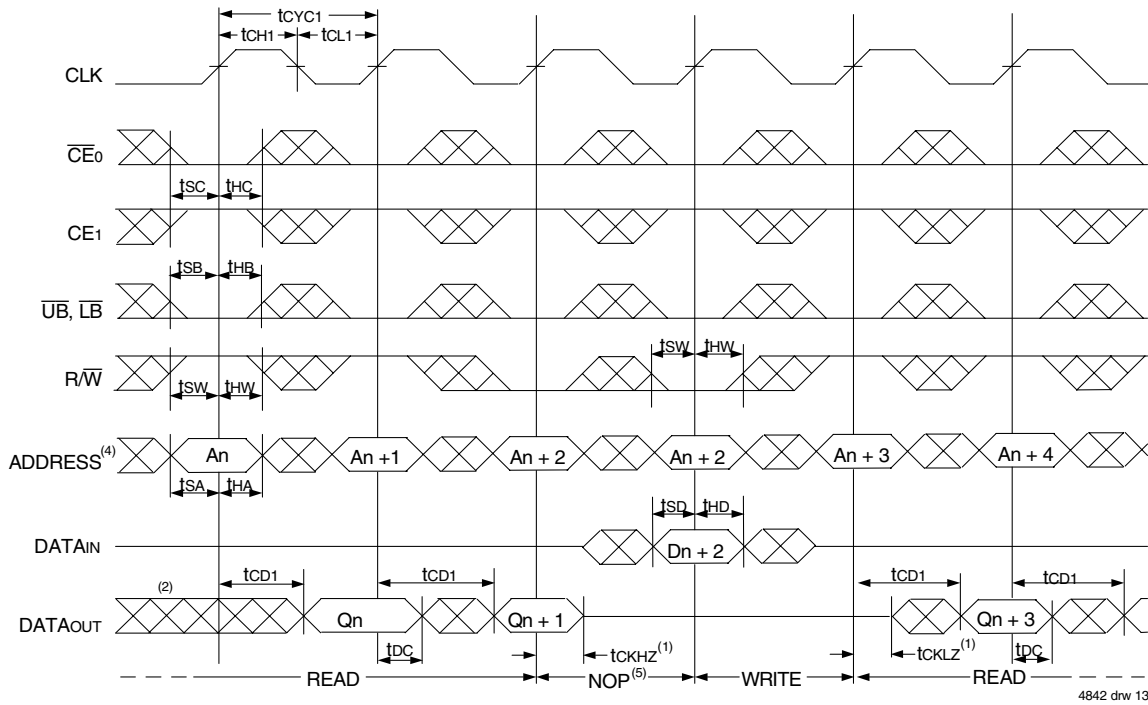 tCYC1
tCH1 tCL1
CLK
CE0
tSC tHC
CE1
tSB tHB
UB, LB
tSW tHW
R/W
tSW tHW
ADDRESS(4) An An +1 An + 2 An + 2 An + 3 An + 4
tSA tHA
tSD tHD
DATAIN Dn + 2
(2) tCD1 tCD1 tCD1 tCD1
DATAOUT Qn Qn + 1 Qn + 3
tDC tCKHZ(1) tCKLZ(1) tDC
READ NOP(5) WRITE READ
4842 drw 13